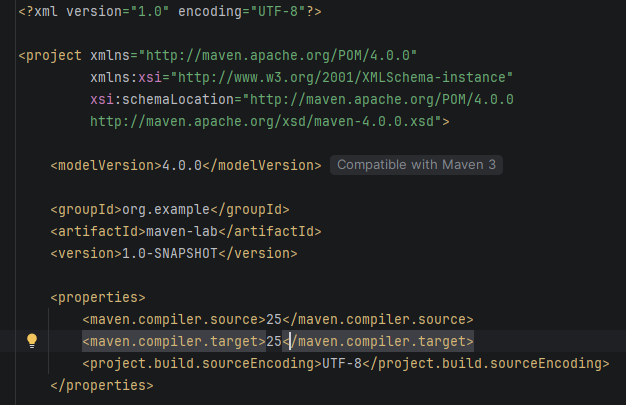 <?xml version="1.0" encoding="UTF-8"?>
<project xmlns="http://maven.apache.org/POM/4.0.0"
xmlns:xsi="http://www.w3.org/2001/XMLSchema-instance"
xsi:schemaLocation="http://maven.apache.org/POM/4.0.0
http://maven.apache.org/xsd/maven-4.0.0.xsd">
<modelVersion>4.0.0</modelVersion> Compatible with Maven 3
<groupId>org.example</groupId>
<artifactId>maven-lab</artifactId>
<version>1.0-SNAPSHOT</version>
<properties>
<maven.compiler.source>25</maven.compiler.source>
<maven.compiler.target>25</maven.compiler.target>
<project.build.sourceEncoding>UTF-8</project.build.sourceEncoding>
</properties>